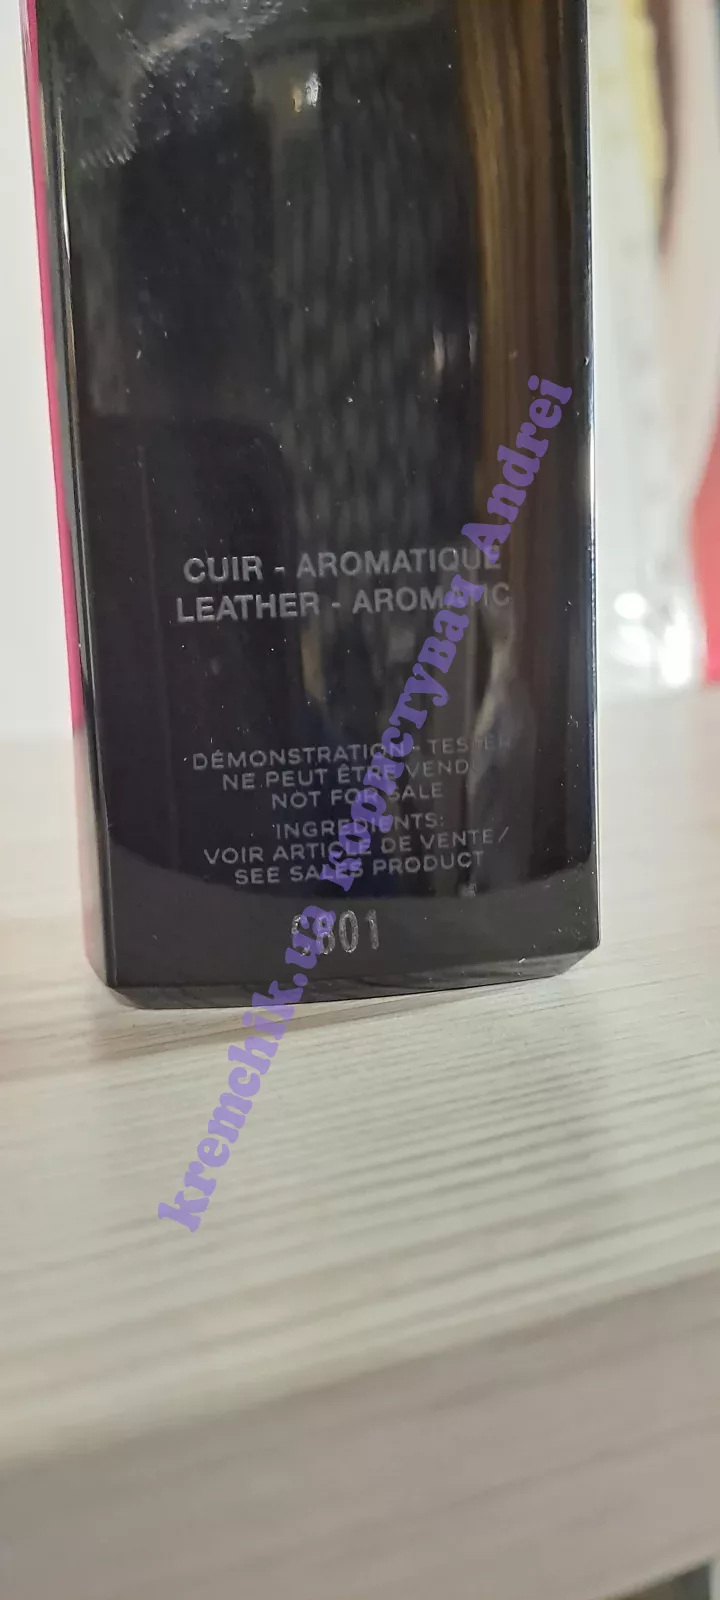 CUIR - AROMATIQUE
LEATHER - AROMATIC
DÉMONSTRATION - TESTER
NE PEUT ÊTRE VENDU
NOT FOR SALE
INGREDIENTS:
VOIR ARTICLE DE VENTE/
SEE SALES PRODUCT
kremchik.ua користувач Andrei